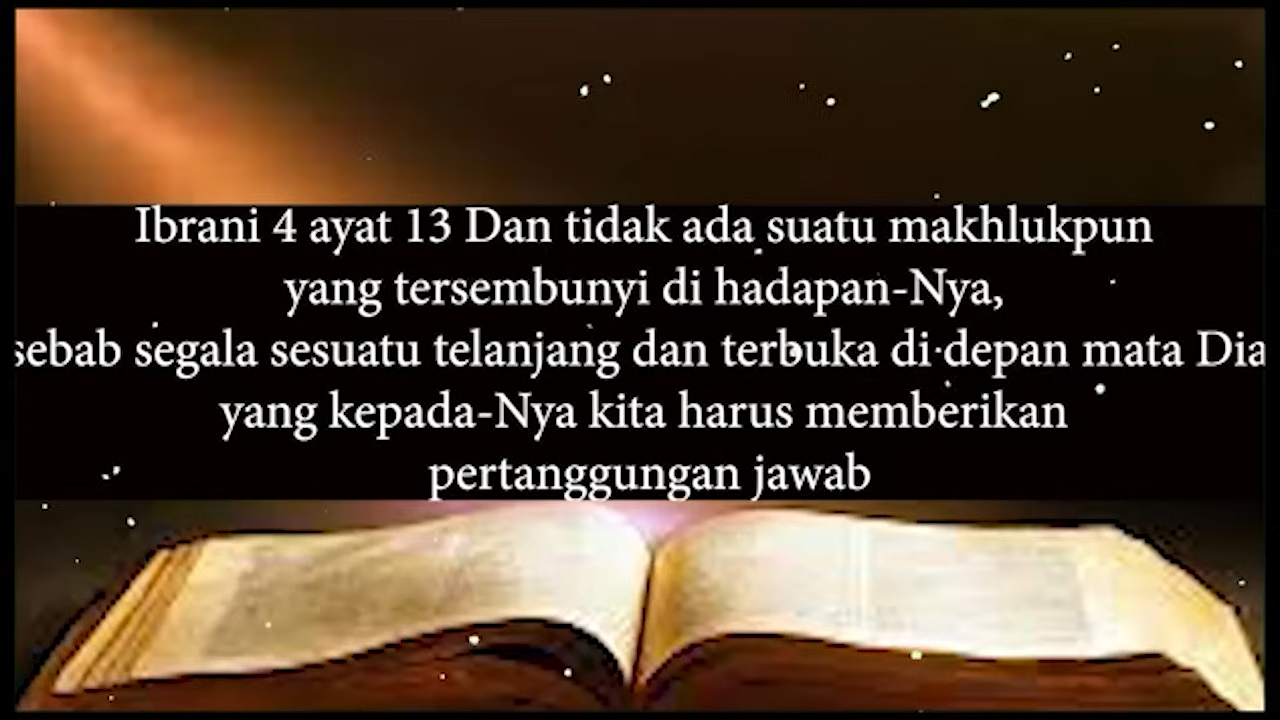 Ibrani 4 ayat 13 Dan tidak ada suatu makhlukpun
yang tersembunyi di hadapan-Nya,
sebab segala sesuatu telanjang dan terbuka di depan mata Dia
yang kepada-Nya kita harus memberikan
pertanggungan jawab